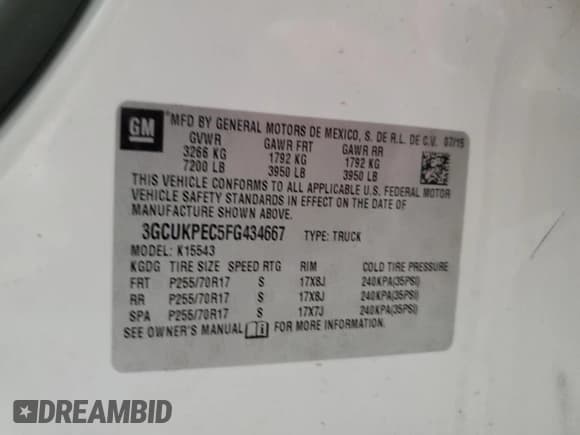 GM
® MFD BY GENERAL MOTORS DE MEXICO, S. DE R.L. DE C.V. 07/15
GVWR GAWR FRT GAWR RR
3266 KG 1792 KG 1792 KG
7200 LB 3950 LB 3950 LB
THIS VEHICLE CONFORMS TO ALL APPLICABLE U.S. FEDERAL MOTOR
VEHICLE SAFETY STANDARDS IN EFFECT ON THE DATE OF
MANUFACTURE SHOWN ABOVE.
3GCUKPEC5FG434667 TYPE: TRUCK
MODEL: K15543
KGDG TIRE SIZE SPEED RTG RIM COLD TIRE PRESSURE
FRT P255/70R17 S 17X8J 240KPA(35PSI)
RR P255/70R17 S 17X8J 240KPA(35PSI)
SPA P255/70R17 S 17X7J 240KPA(35PSI)
SEE OWNER'S MANUAL FOR MORE INFORMATION.
DREAMBID